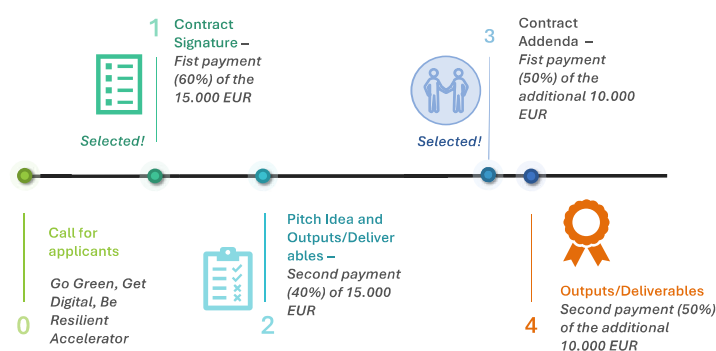 1
Contract
Signature –
Fist payment
(60%) of the
15.000 EUR
Selected!
3
Contract
Addenda –
Fist payment
(50%) of the
additional 10.000
EUR
Selected!
0
Call for
applicants
Go Green, Get
Digital, Be
Resilient
Accelerator
2
Pitch Idea and
Outputs/Deliver
ables –
Second payment
(40%) of 15.000
EUR
4
Outputs/Deliverables
Second payment (50%)
of the additional
10.000 EUR